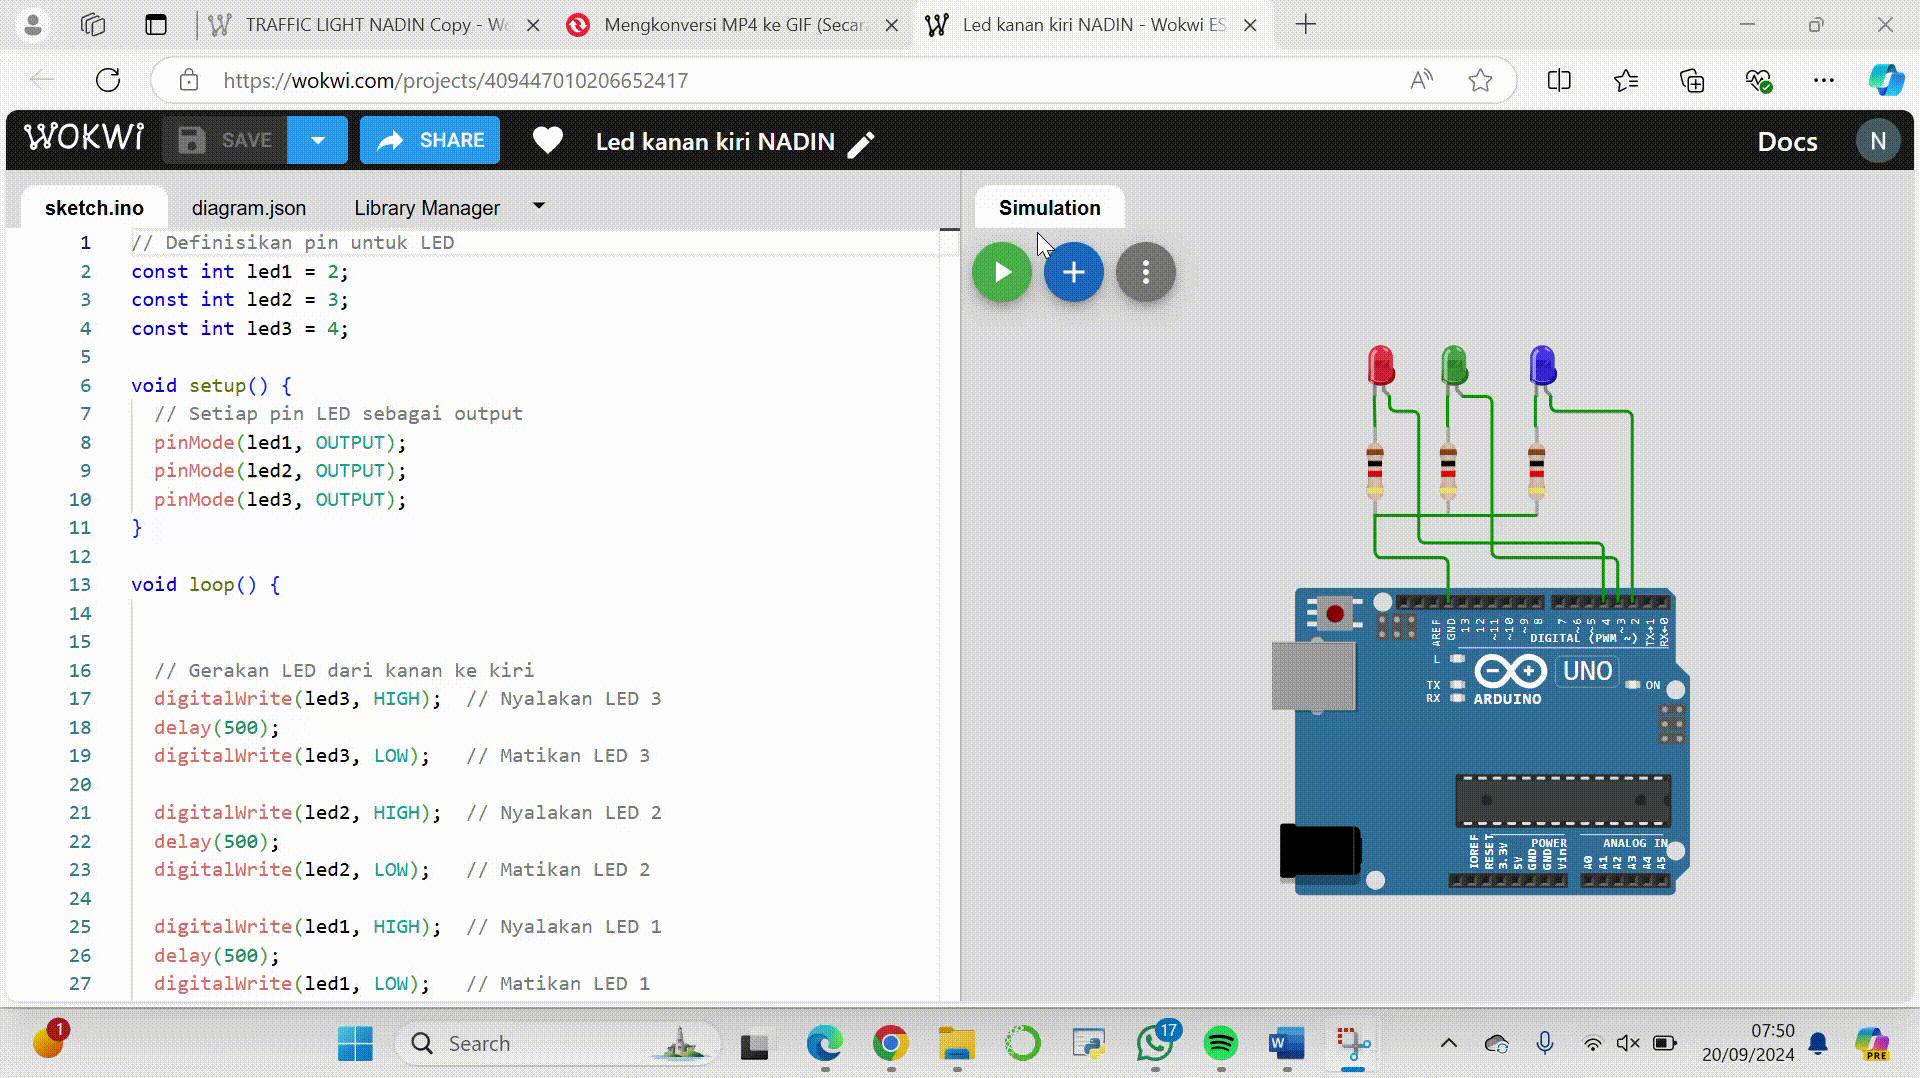 TRAFFIC LIGHT NADIN Copy - Wo
Mengkonversi MP4 ke GIF (Secara
Led kanan kiri NADIN - Wokwi ES
https://wokwi.com/projects/409447010206652417
WOKWi
SAVE
SHARE
Led kanan kiri NADIN
Docs
N
sketch.ino
diagram.json
Library Manager
Simulation
1 // Definisikan pin untuk LED
2 const int led1 = 2;
3 const int led2 = 3;
4 const int led3 = 4;
5
6 void setup() {
7 // Setiap pin LED sebagai output
8 pinMode(led1, OUTPUT);
9 pinMode(led2, OUTPUT);
10 pinMode(led3, OUTPUT);
11 }
12
13 void loop() {
14
15
16 // Gerakan LED dari kanan ke kiri
17 digitalWrite(led3, HIGH); // Nyalakan LED 3
18 delay(500);
19 digitalWrite(led3, LOW); // Matikan LED 3
20
21 digitalWrite(led2, HIGH); // Nyalakan LED 2
22 delay(500);
23 digitalWrite(led2, LOW); // Matikan LED 2
24
25 digitalWrite(led1, HIGH); // Nyalakan LED 1
26 delay(500);
27 digitalWrite(led1, LOW); // Matikan LED 1
AREF GND 13 12 ~11 ~10 ~9 8 7 ~6 ~5 4 ~3 2 TX→1 RX←0
DIGITAL (PWM ~)
L
TX
RX
UNO
ARDUINO
ON
IOREF RESET 3.3V 5V GND GND Vin
POWER
ANALOG IN
A0 A1 A2 A3 A4 A5
1
Search
17
W
PRE
07:50
20/09/2024